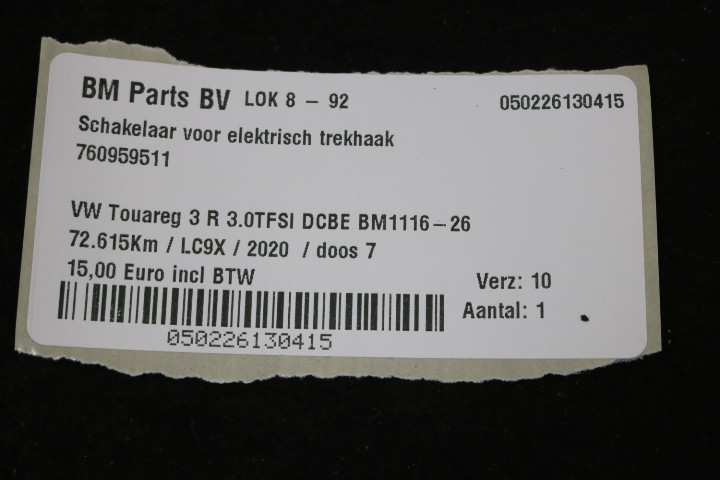 BM Parts BV LOK 8 - 92 050226130415
Schakelaar voor elektrisch trekhaak
760959511
VW Touareg 3 R 3.0TFSI DCBE BM1116-26
72.615Km / LC9X / 2020 / doos 7
15,00 Euro incl BTW Verz: 10
Aantal: 1
050226130415